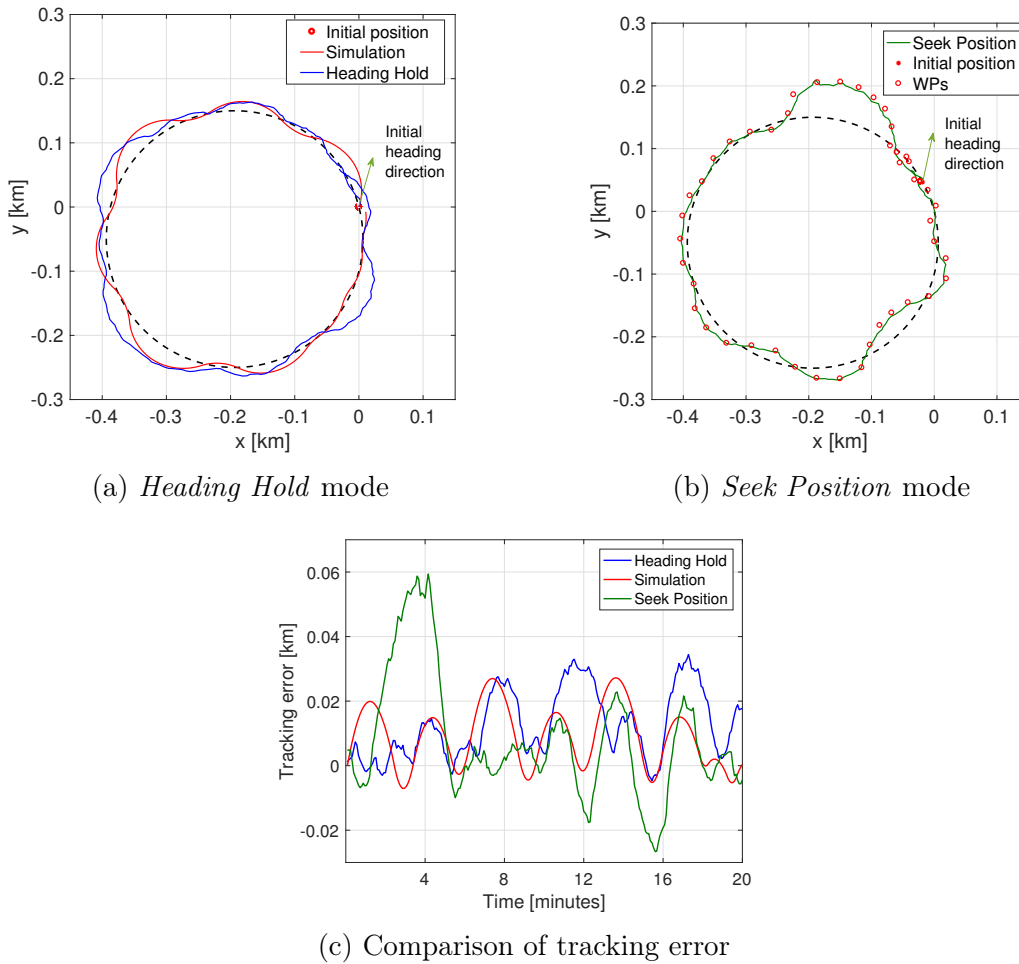 0.3
0.2
0.1
0
-0.1
-0.2
-0.3
-0.4 -0.3 -0.2 -0.1 0 0.1
x [km]
y [km]
Initial position
Simulation
Heading Hold
Initial
heading
direction
(a) Heading Hold mode
0.3
0.2
0.1
0
-0.1
-0.2
-0.3
-0.4 -0.3 -0.2 -0.1 0 0.1
x [km]
y [km]
Seek Position
Initial position
WPs
Initial
heading
direction
(b) Seek Position mode
0.06
0.04
0.02
0
-0.02
4 8 12 16 20
Time [minutes]
Tracking error [km]
Heading Hold
Simulation
Seek Position
(c) Comparison of tracking error